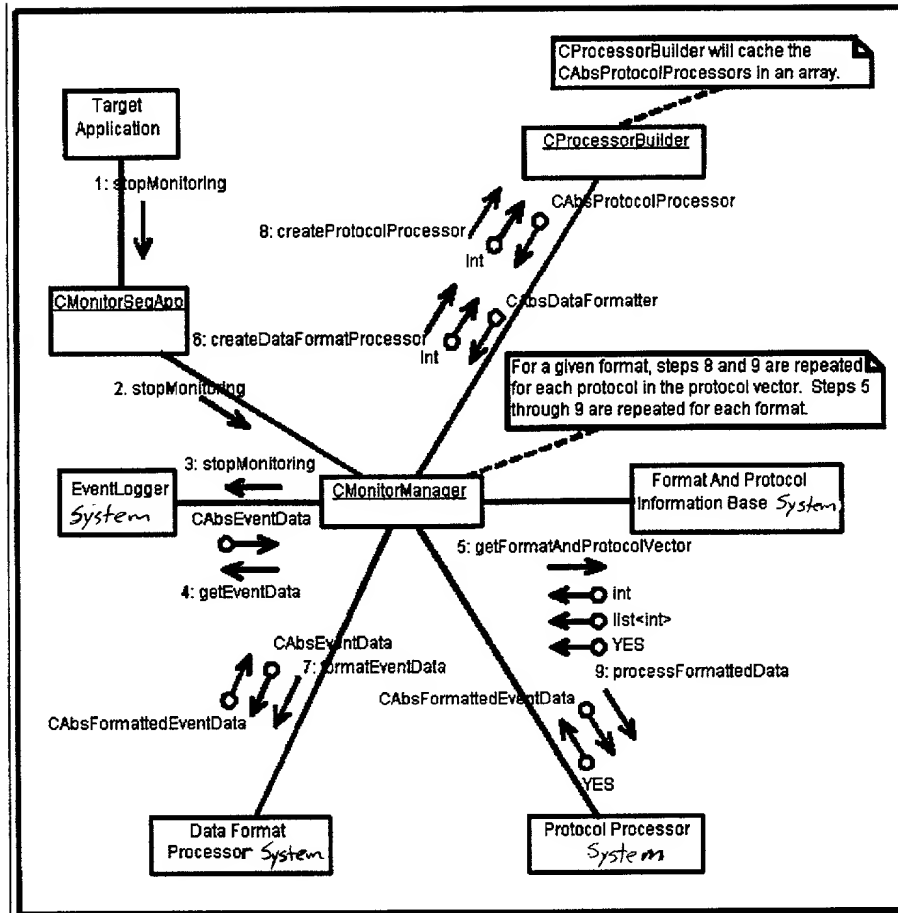 CProcessorBuilder will cache the
CAbsProtocolProcessors in an array.
Target
Application
CProcessorBuilder
1: stopMonitoring
CAbsProtocolProcessor
8: createProtocolProcessor
Int
CMonitorSeqApp
CAbsDataFormatter
6: createDataFormatProcessor
Int
For a given format, steps 8 and 9 are repeated
for each protocol in the protocol vector. Steps 5
through 9 are repeated for each format.
2. stopMonitoring
3: stopMonitoring
EventLogger
System
CMonitorManager
Format And Protocol
Information Base System
CAbsEventData
5: getFormatAndProtocolVector
4: getEventData
int
list<int>
YES
CAbsEventData
7: formatEventData
9: processFormattedData
CAbsFormattedEventData
CAbsFormattedEventData
YES
Data Format
Processor System
Protocol Processor
System